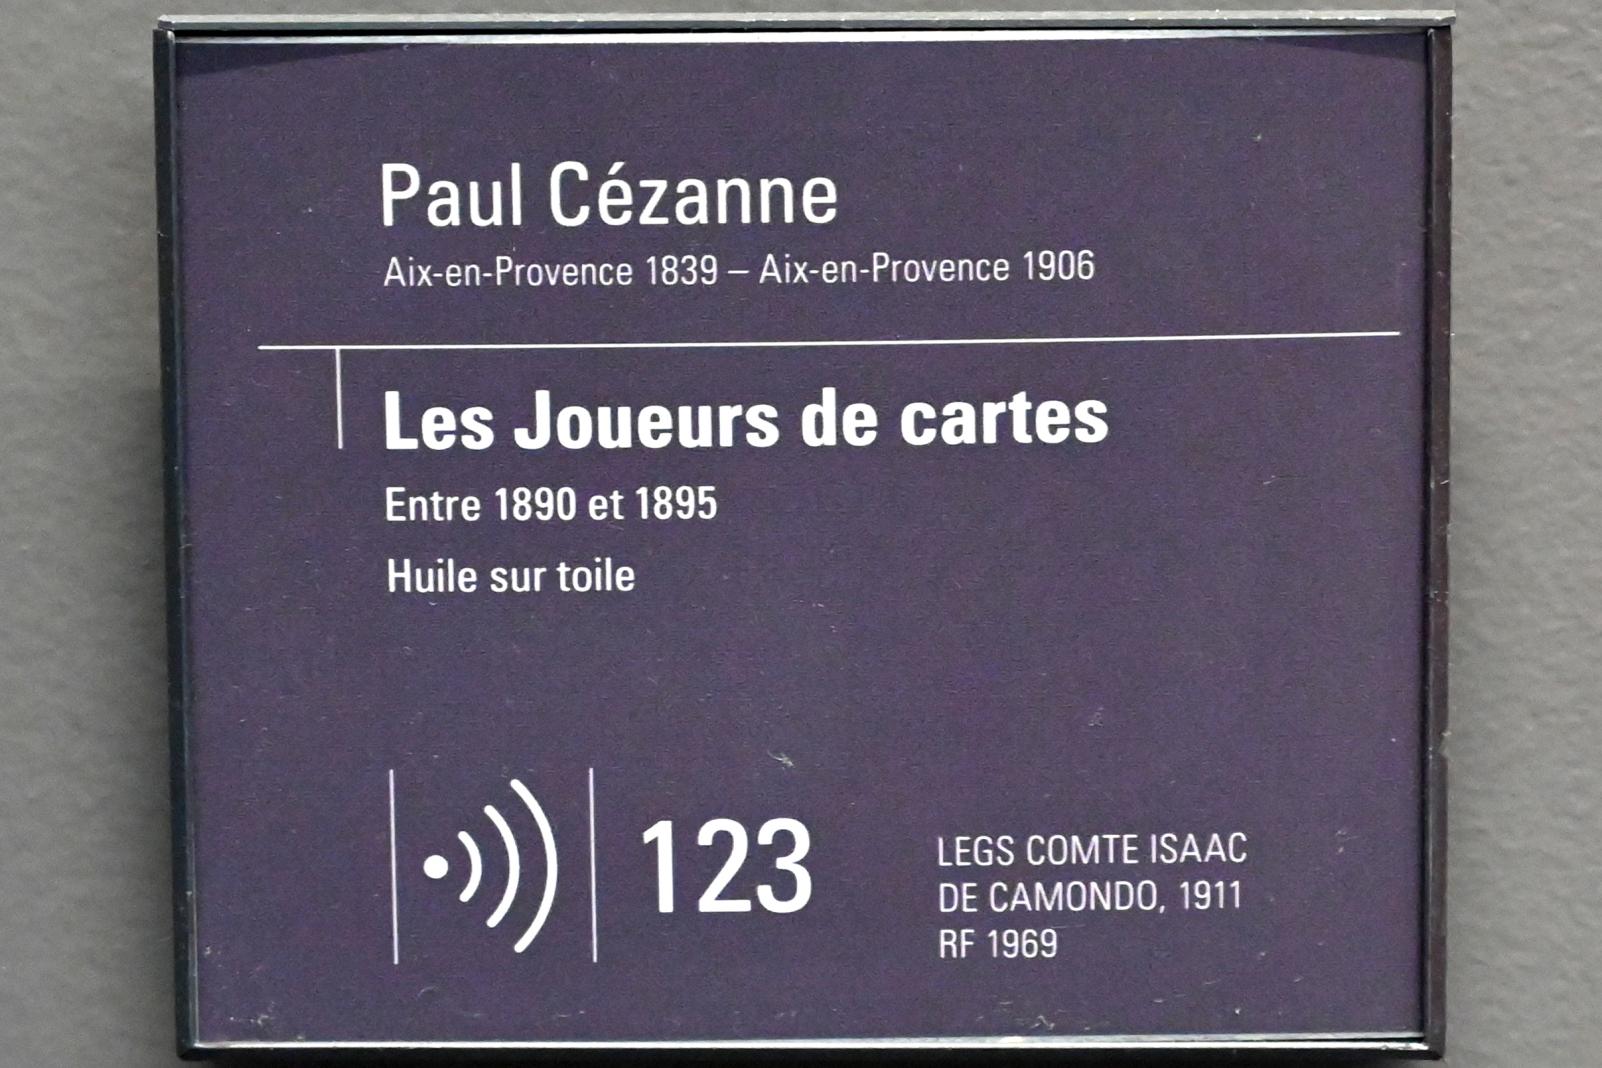 Paul Cézanne
Aix-en-Provence 1839 – Aix-en-Provence 1906
Les Joueurs de cartes
Entre 1890 et 1895
Huile sur toile
123
LEGS COMTE ISAAC
DE CAMONDO, 1911
RF 1969